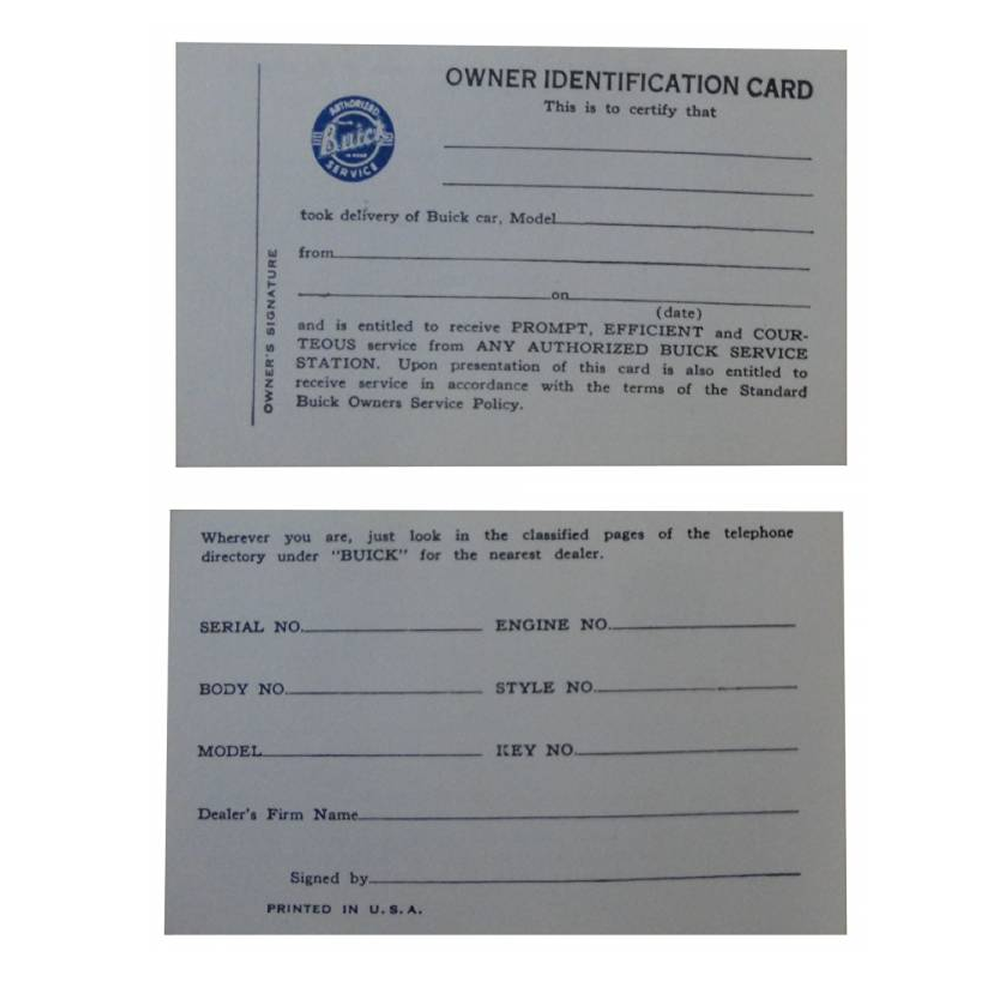 OWNER IDENTIFICATION CARD
This is to certify that
AUTHORIZED
Buick
SERVICE
took delivery of Buick car, Model
from
on
(date)
and is entitled to receive PROMPT, EFFICIENT and COUR-
TEOUS service from ANY AUTHORIZED BUICK SERVICE
STATION. Upon presentation of this card is also entitled to
receive service in accordance with the terms of the Standard
Buick Owners Service Policy.
OWNER'S SIGNATURE
Wherever you are, just look in the classified pages of the telephone
directory under "BUICK" for the nearest dealer.
SERIAL NO. ENGINE NO.
BODY NO. STYLE NO.
MODEL KEY NO.
Dealer's Firm Name
Signed by
PRINTED IN U.S.A.